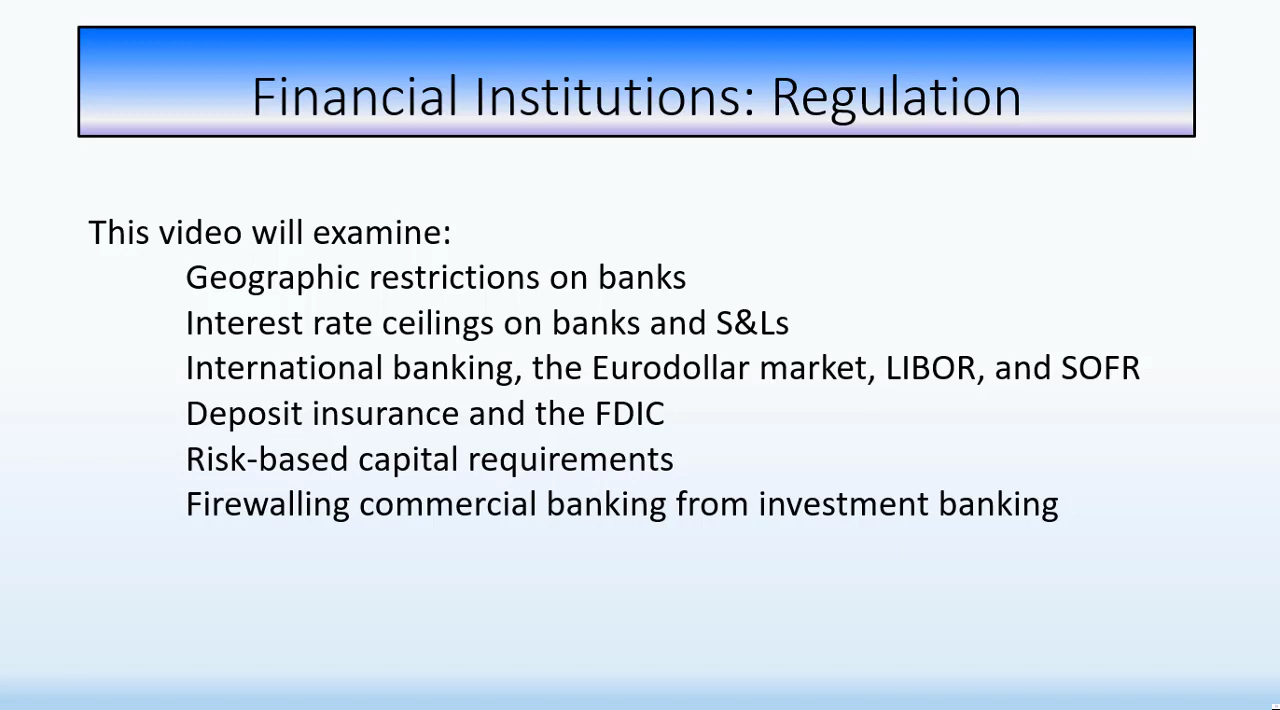 Financial Institutions: Regulation
This video will examine:
Geographic restrictions on banks
Interest rate ceilings on banks and S&Ls
International banking, the Eurodollar market, LIBOR, and SOFR
Deposit insurance and the FDIC
Risk-based capital requirements
Firewalling commercial banking from investment banking